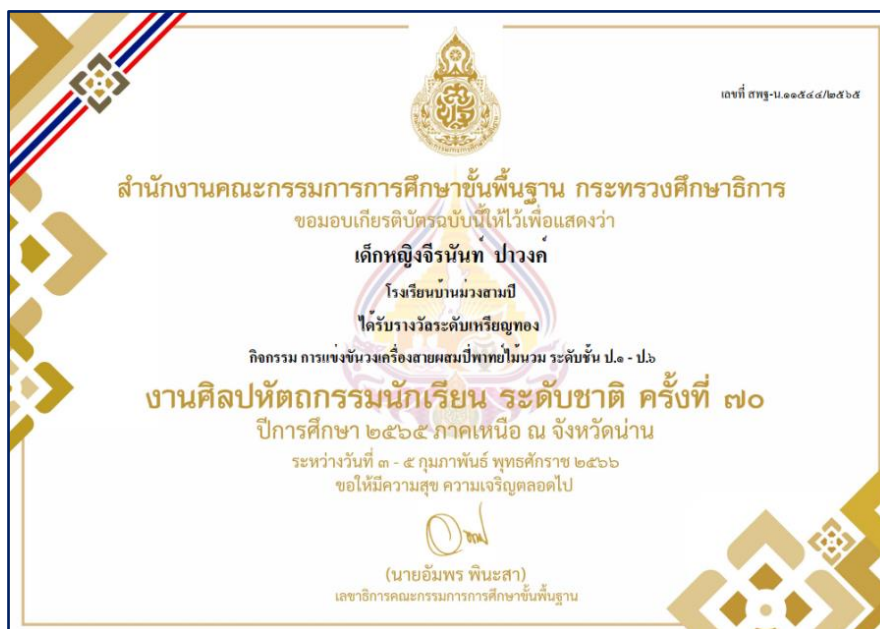 เลขที่ สพฐ-น.๑๑๕๔๔/๒๕๖๕
สำนักงานคณะกรรมการการศึกษาขั้นพื้นฐาน กระทรวงศึกษาธิการ
ขอมอบเกียรติบัตรฉบับนี้ให้ไว้เพื่อแสดงว่า
เด็กหญิงจีรนันท์ ปาวงค์
โรงเรียนบ้านม่วงสามปี
ได้รับรางวัลระดับเหรียญทอง
กิจกรรม การแข่งขันวงเครื่องสายผสมปี่พาทย์ไม้นวม ระดับชั้น ป.๑ - ป.๖
งานศิลปหัตถกรรมนักเรียน ระดับชาติ ครั้งที่ ๗๐
ปีการศึกษา ๒๕๖๕ ภาคเหนือ ณ จังหวัดน่าน
ระหว่างวันที่ ๓ - ๕ กุมภาพันธ์ พุทธศักราช ๒๕๖๖
ขอให้มีความสุข ความเจริญตลอดไป
(นายอัมพร พินะสา)
เลขาธิการคณะกรรมการการศึกษาขั้นพื้นฐาน